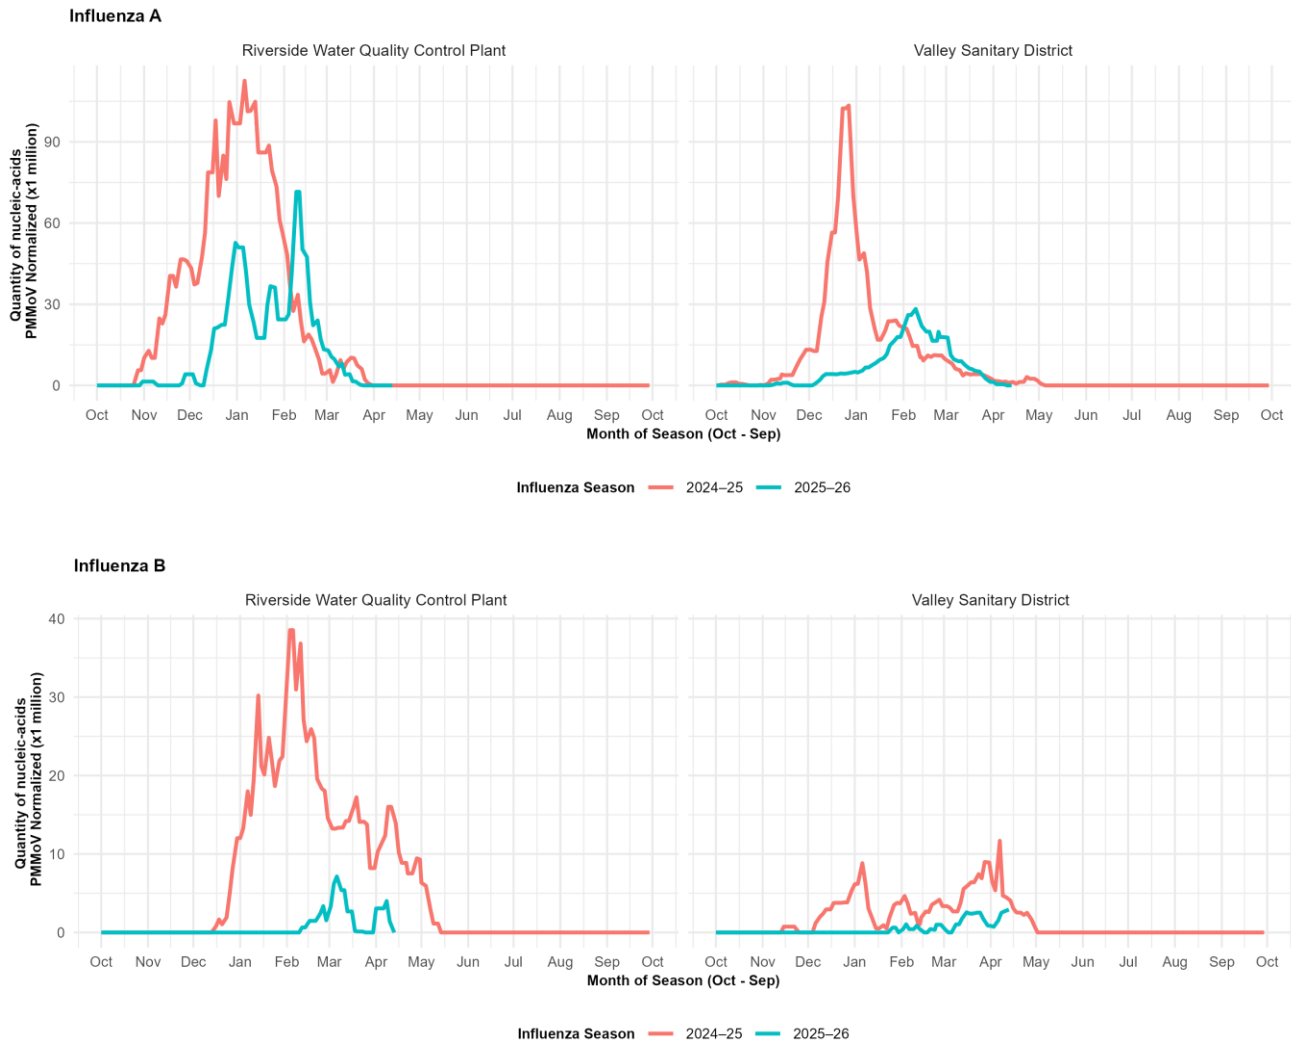 Influenza A
Riverside Water Quality Control Plant
Valley Sanitary District
Quantity of nucleic-acids
PMMoV Normalized (x1 million)
90
60
30
0
Oct Nov Dec Jan Feb Mar Apr May Jun Jul Aug Sep Oct
Oct Nov Dec Jan Feb Mar Apr May Jun Jul Aug Sep Oct
Month of Season (Oct - Sep)
Influenza Season 2024–25 2025–26
Influenza B
Riverside Water Quality Control Plant
Valley Sanitary District
Quantity of nucleic-acids
PMMoV Normalized (x1 million)
40
30
20
10
0
Oct Nov Dec Jan Feb Mar Apr May Jun Jul Aug Sep Oct
Oct Nov Dec Jan Feb Mar Apr May Jun Jul Aug Sep Oct
Month of Season (Oct - Sep)
Influenza Season 2024–25 2025–26